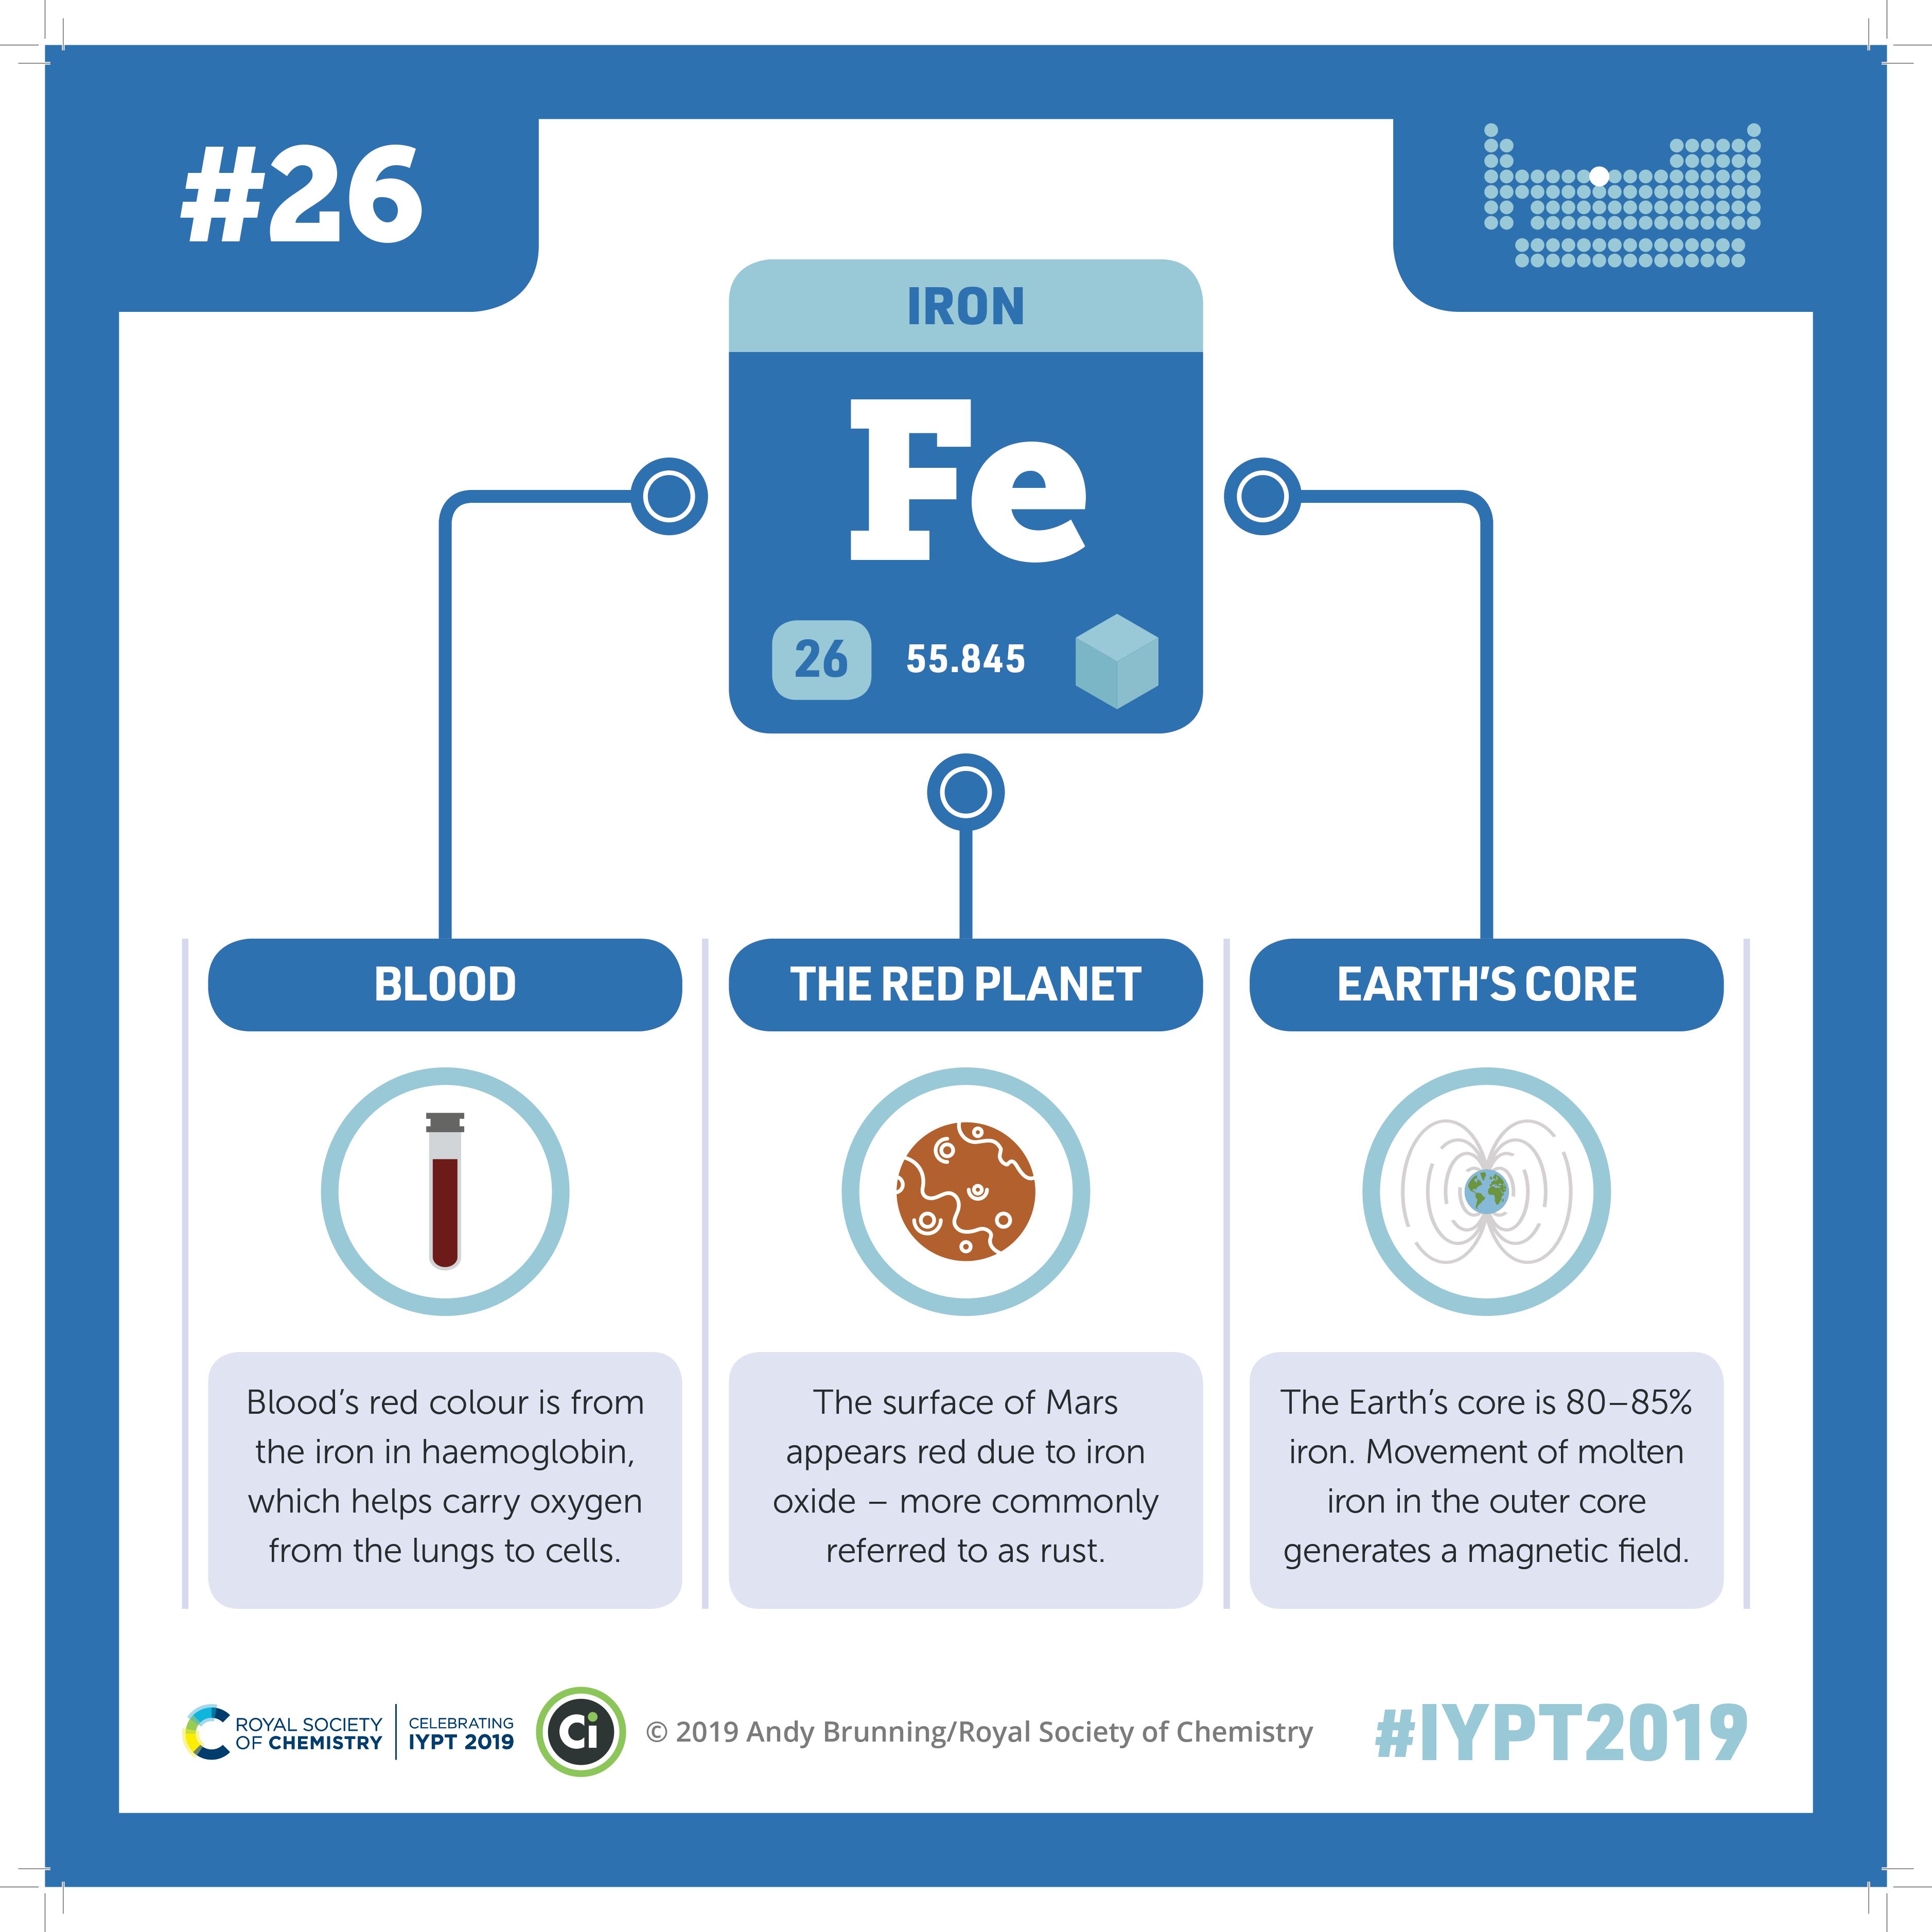 #26
IRON
Fe
26 55.845
BLOOD
THE RED PLANET
EARTH'S CORE
Blood's red colour is from
the iron in haemoglobin,
which helps carry oxygen
from the lungs to cells.
The surface of Mars
appears red due to iron
oxide – more commonly
referred to as rust.
The Earth's core is 80–85%
iron. Movement of molten
iron in the outer core
generates a magnetic field.
ROYAL SOCIETY
OF CHEMISTRY
CELEBRATING
IYPT 2019
Ci
© 2019 Andy Brunning/Royal Society of Chemistry
#IYPT2019